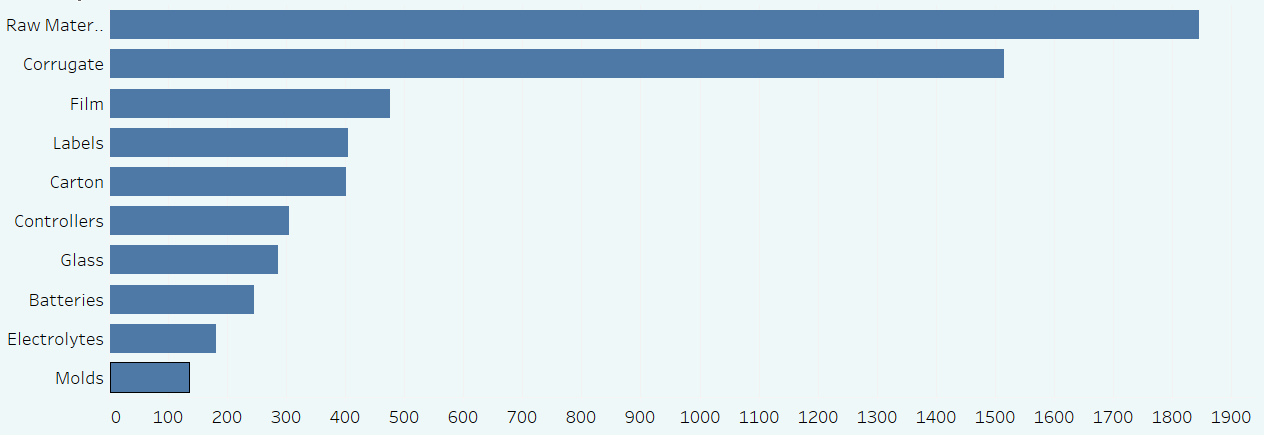 Raw Mater..
Corrugate
Film
Labels
Carton
Controllers
Glass
Batteries
Electrolytes
Molds
0 100 200 300 400 500 600 700 800 900 1000 1100 1200 1300 1400 1500 1600 1700 1800 1900